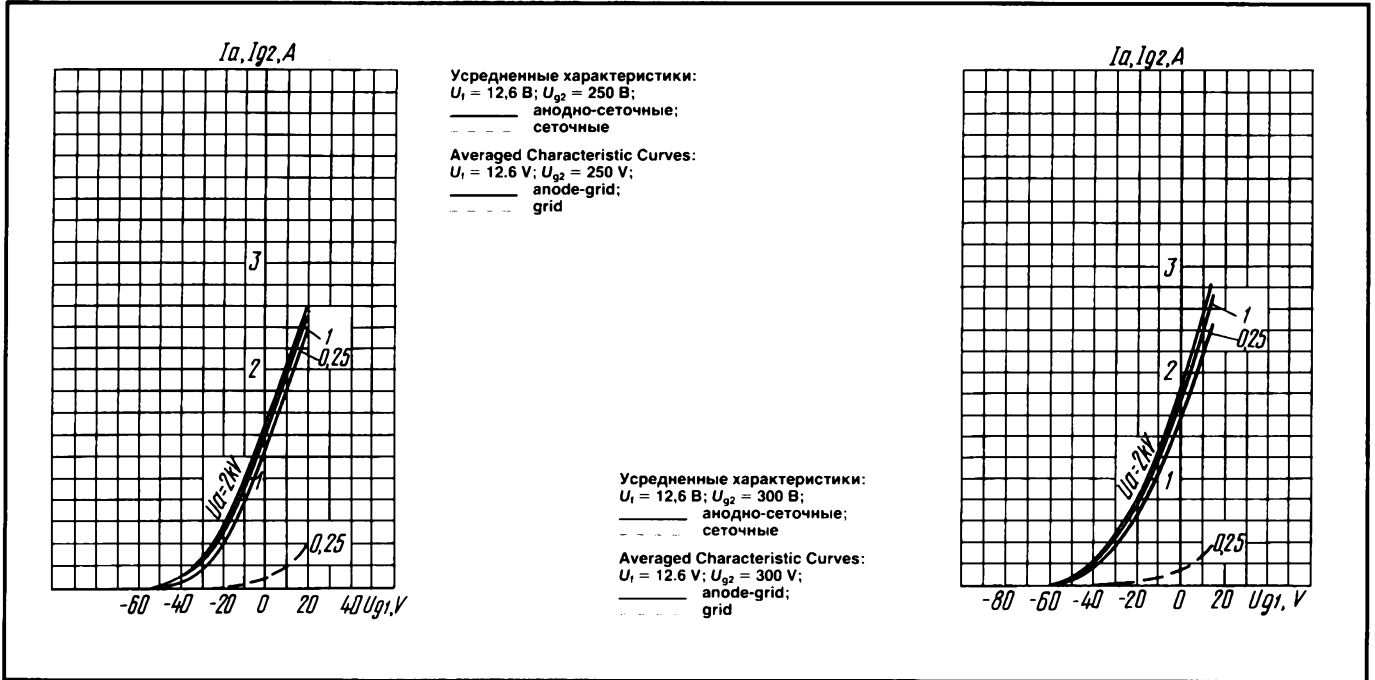 Ia, Ig2, A
3
1
0,25
2
Ua=2kV
1
0,25
-60 -40 -20 0 20 40 Ug1, V
Усредненные характеристики:
Uf = 12,6 В; Ug2 = 250 В;
анодно-сеточные;
сеточные
Averaged Characteristic Curves:
Uf = 12.6 V; Ug2 = 250 V;
anode-grid;
grid
Усредненные характеристики:
Uf = 12,6 В; Ug2 = 300 В;
анодно-сеточные;
сеточные
Averaged Characteristic Curves:
Uf = 12.6 V; Ug2 = 300 V;
anode-grid;
grid
Ia, Ig2, A
3
1
0,25
2
Ua=2kV
1
0,25
-80 -60 -40 -20 0 20 Ug1, V